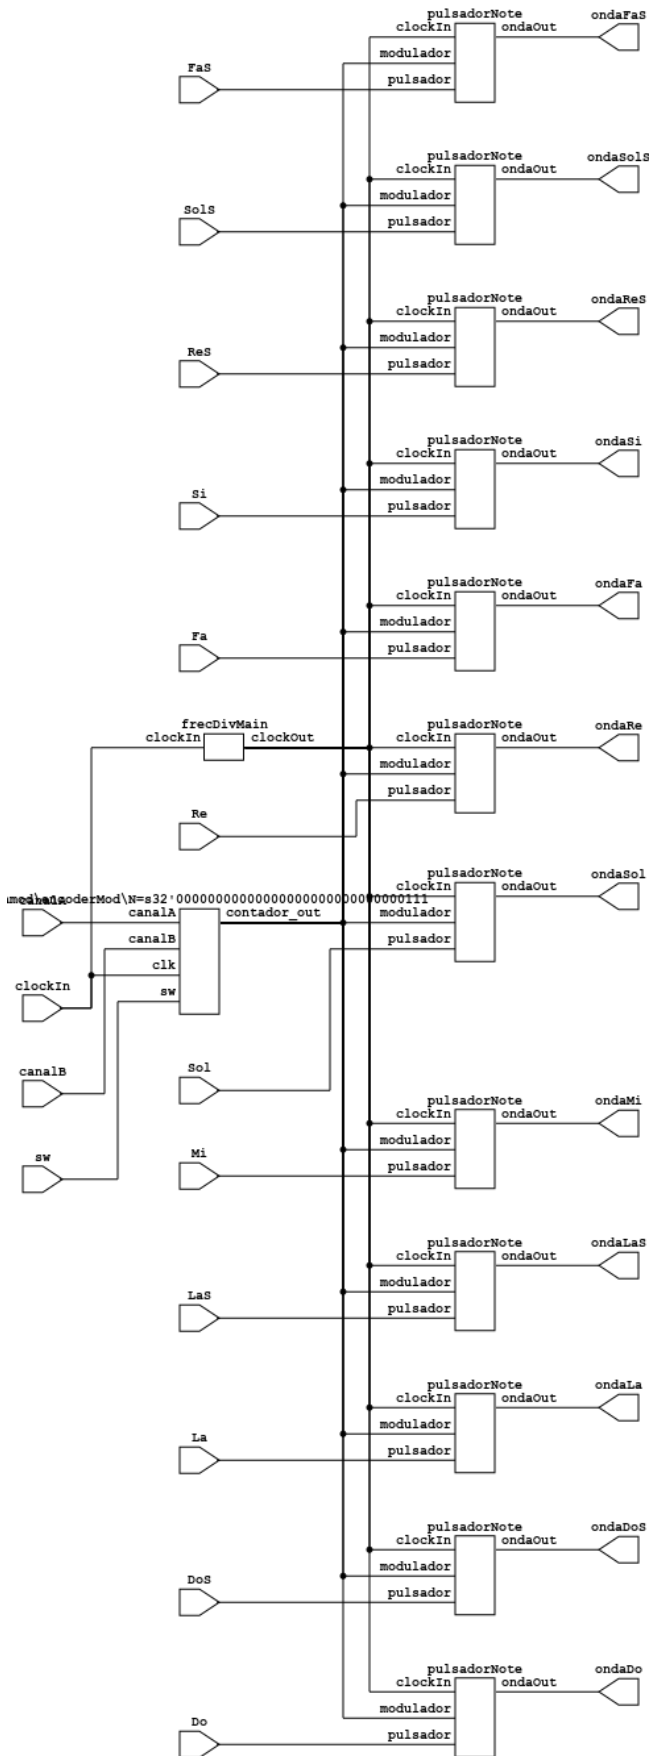 pulsadorNote
clockIn ondaOut ondaFaS
modulador
FaS pulsador
pulsadorNote
clockIn ondaOut ondaSolS
modulador
SolS pulsador
pulsadorNote
clockIn ondaOut ondaReS
modulador
ReS pulsador
pulsadorNote
clockIn ondaOut ondaSi
modulador
Si pulsador
pulsadorNote
clockIn ondaOut ondaFa
modulador
Fa pulsador
frecDivMain pulsadorNote
clockIn clockOut clockIn ondaOut ondaRe
modulador
Re pulsador
pulsadorNote
clockIn ondaOut ondaSol
canalA contador_out modulador
canalB pulsador
clk
clockIn sw
canalB Sol
pulsadorNote
clockIn ondaOut ondaMi
modulador
sw Mi pulsador
pulsadorNote
clockIn ondaOut ondaLaS
modulador
LaS pulsador
pulsadorNote
clockIn ondaOut ondaLa
modulador
La pulsador
pulsadorNote
clockIn ondaOut ondaDoS
modulador
DoS pulsador
pulsadorNote
clockIn ondaOut ondaDo
modulador
Do pulsador